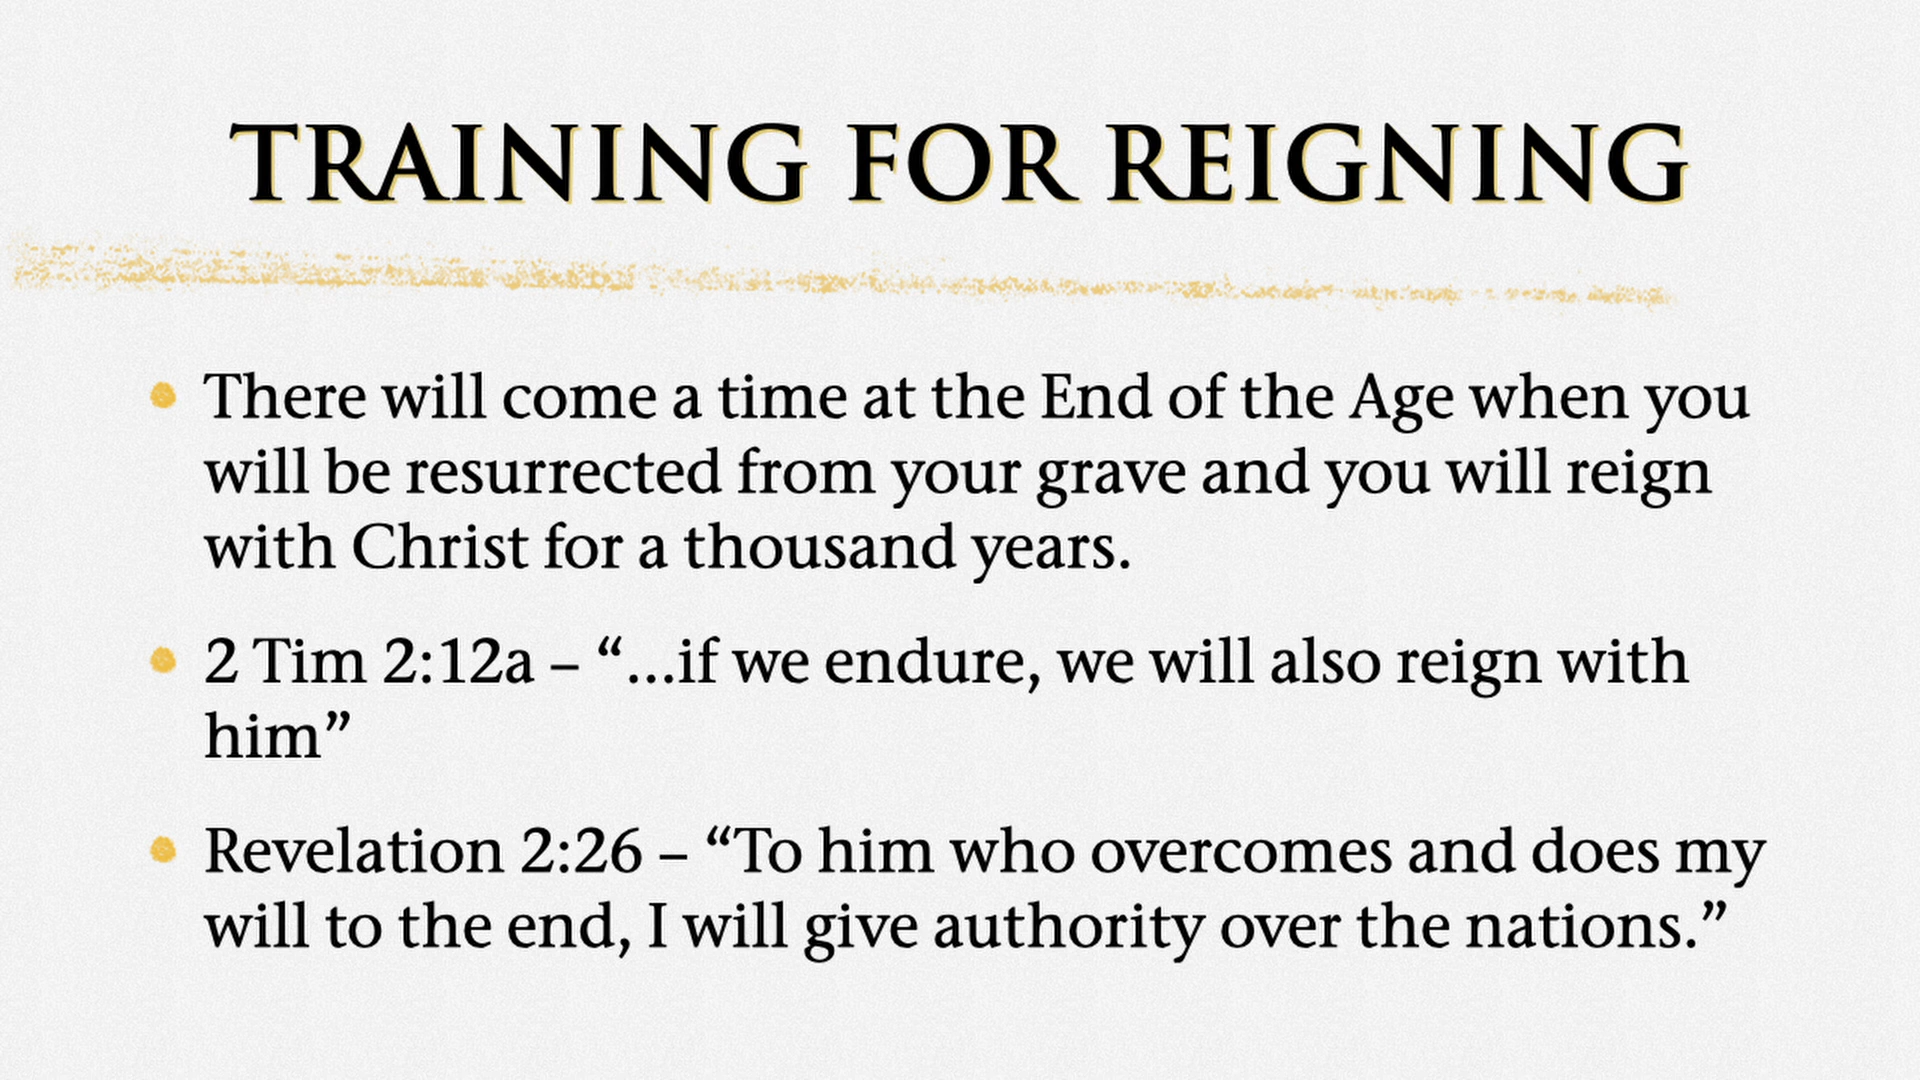 TRAINING FOR REIGNING
• There will come a time at the End of the Age when you
will be resurrected from your grave and you will reign
with Christ for a thousand years.
• 2 Tim 2:12a – “…if we endure, we will also reign with
him”
• Revelation 2:26 – “To him who overcomes and does my
will to the end, I will give authority over the nations.”